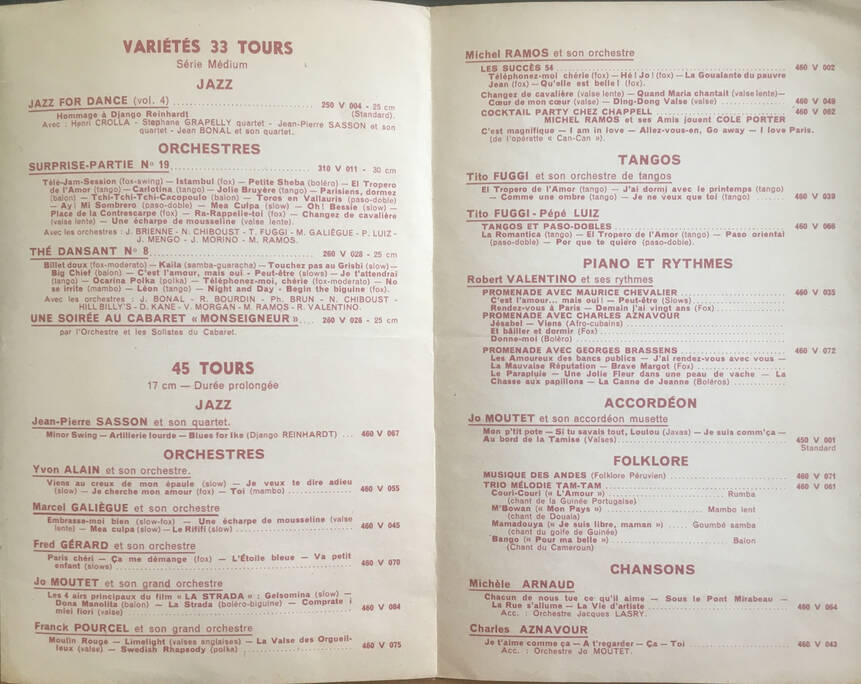 VARIÉTÉS 33 TOURS
Série Médium
JAZZ
JAZZ FOR DANCE (vol. 4) ........ 250 V 004 - 25 cm
Hommage à Django Reinhardt (Standard).
Avec : Henri CROLLA - Stéphane GRAPELLY quartet - Jean-Pierre SASSON et son
quartet - Jean BONAL et son quartet.
ORCHESTRES
SURPRISE-PARTIE No 19 ........ 310 V 011 - 30 cm
Télé-Jam-Session (fox-swing) — Istambul (fox) — Petite Sheba (boléro) — El Tropero
de l'Amor (tango) — Carlotina (tango) — Jolie Bruyère (tango) — Parisiens, dormez
(baion) — Tchi-Tchi-Tchi-Cacopoulo (baion) — Toros en Vallauris (paso-doble)
— Ay! Mi Sombrero (paso-doble) — Mea Culpa (slow) — Oh! Bessie (slow) —
Place de la Contrescarpe (fox) — Ra-Rappelle-toi (fox) — Changez de cavalière
(valse lente) — Une écharpe de mousseline (valse lente).
Avec les orchestres : J. BRIENNE - N. CHIBOUST - T. FUGGI - M. GALIÈGUE - P. LUIZ -
J. MENGO - J. MORINO - M. RAMOS.
THÉ DANSANT No 8 ........ 260 V 028 - 25 cm
Billet doux (fox-moderato) — Kaila (samba-guaracha) — Touchez pas au Grisbi (slow) —
Big Chief (baion) — C'est l'amour, mais oui - Peut-être (slows) — Je t'attendrai
(tango) — Ocarina Polka (polka) — Téléphonez-moi, chérie (fox-moderato) — No
se irrite (mambo) — Léon (tango) — Night and Day - Begin the biguine (fox).
Avec les orchestres : J. BONAL - R. BOURDIN - Ph. BRUN - N. CHIBOUST -
HILL BILLY'S - D. KANE - V. MORGAN - M. RAMOS - R. VALENTINO.
UNE SOIRÉE AU CABARET « MONSEIGNEUR » .... 260 V 026 - 25 cm
par l'Orchestre et les Solistes du Cabaret.
45 TOURS
17 cm — Durée prolongée
JAZZ
Jean-Pierre SASSON et son quartet.
Minor Swing — Artillerie lourde — Blues for Ike (Django REINHARDT) ... 460 V 067
ORCHESTRES
Yvon ALAIN et son orchestre.
Viens au creux de mon épaule (slow) — Je veux te dire adieu
(slow) — Je cherche mon amour (fox) — Toi (mambo) ........ 460 V 055
Marcel GALIÈGUE et son orchestre
Embrasse-moi bien (slow-fox) — Une écharpe de mousseline (valse
lente) — Mea culpa (slow) — Le Rififi (slow) ........ 460 V 045
Fred GÉRARD et son orchestre
Paris chéri — Ça me démange (fox) — L'Étoile bleue — Va petit
enfant (slows) ........ 460 V 070
Jo MOUTET et son grand orchestre
Les 4 airs principaux du film « LA STRADA » : Gelsomina (slow) —
Dona Manolita (baion) — La Strada (boléro-biguine) — Comprate i
miei fiori (valse) ........ 460 V 084
Franck POURCEL et son grand orchestre
Moulin Rouge — Limelight (valses anglaises) — La Valse des Orgueil-
leux (valse) — Swedish Rhapsody (polka) ........ 460 V 075
Michel RAMOS et son orchestre
LES SUCCÈS 54 ........ 460 V 002
Téléphonez-moi chérie (fox) — Hé! Jo! (fox) — La Goualante du pauvre
Jean (fox) — Qu'elle est belle! (fox).
Changez de cavalière (valse lente) — Quand Maria chantait (valse lente) —
Cœur de mon cœur (valse) — Ding-Dong Valse (valse) ........ 460 V 049
COCKTAIL PARTY CHEZ CHAPPELL ........ 460 V 062
MICHEL RAMOS et ses Amis jouent COLE PORTER
C'est magnifique — I am in love — Allez-vous-en, Go away — I love Paris.
(de l'opérette « Can-Can »).
TANGOS
Tito FUGGI et son orchestre de tangos
El Tropero de l'Amor (tango) — J'ai dormi avec le printemps (tango)
— Comme une ombre (tango) — Je ne veux que toi (tango) ....... 460 V 039
Tito FUGGI - Pépé LUIZ
TANGOS ET PASO-DOBLES ........ 460 V 066
La Romantica (tango) — El Tropero de l'Amor (tango) — Paso oriental
(paso-doble) — Por que te quiero (paso-doble).
PIANO ET RYTHMES
Robert VALENTINO et ses rythmes
PROMENADE AVEC MAURICE CHEVALIER ........ 460 V 035
C'est l'amour... mais oui! — Peut-être (Slows)
Rendez-vous à Paris — Demain j'ai vingt ans (Fox)
PROMENADE AVEC CHARLES AZNAVOUR
Jésabel — Viens (Afro-cubains)
Et bâiller et dormir (Fox)
Donne-moi (Boléro)
PROMENADE AVEC GEORGES BRASSENS ........ 460 V 072
Les Amoureux des bancs publics — J'ai rendez-vous avec vous —
La Mauvaise Réputation — Brave Margot (Fox)
Le Parapluie — Une Jolie Fleur dans une peau de vache — La
Chasse aux papillons — La Canne de Jeanne (Boléros)
ACCORDÉON
Jo MOUTET et son accordéon musette
Mon p'tit pote — Si tu savais tout, Loulou (Javas) — Je suis comm'ça —
Au bord de la Tamise (Valses) ........ 450 V 001
Standard
FOLKLORE
MUSIQUE DES ANDES (Folklore Péruvien) ........ 460 V 071
TRIO MÉLODIE TAM-TAM ........ 460 V 061
Couri-Couri (« L'Amour ») ........ Rumba
(chant de la Guinée Portugaise)
M'Bowan (« Mon Pays ») ........ Mambo lent
(chant de Douala)
Mamadouya (« Je suis libre, maman ») ........ Goumbé samba
(chant du golfe de Guinée)
Bango (« Pour ma belle ») ........ Baïon
(Chant du Cameroun)
CHANSONS
Michèle ARNAUD
Chacun de nous tue ce qu'il aime — Sous le Pont Mirabeau —
La Rue s'allume — La Vie d'artiste ........ 460 V 064
Acc. : Orchestre Jacques LASRY.
Charles AZNAVOUR
Je t'aime comme ça — A t'regarder — Ça — Toi ........ 460 V 043
Acc. : Orchestre Jo MOUTET.